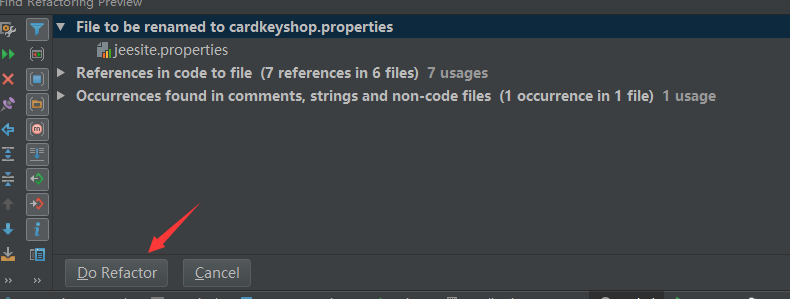 Find Refactoring Preview
File to be renamed to cardkeyshop.properties
jeesite.properties
References in code to file (7 references in 6 files) 7 usages
Occurrences found in comments, strings and non-code files (1 occurrence in 1 file) 1 usage
Do Refactor
Cancel